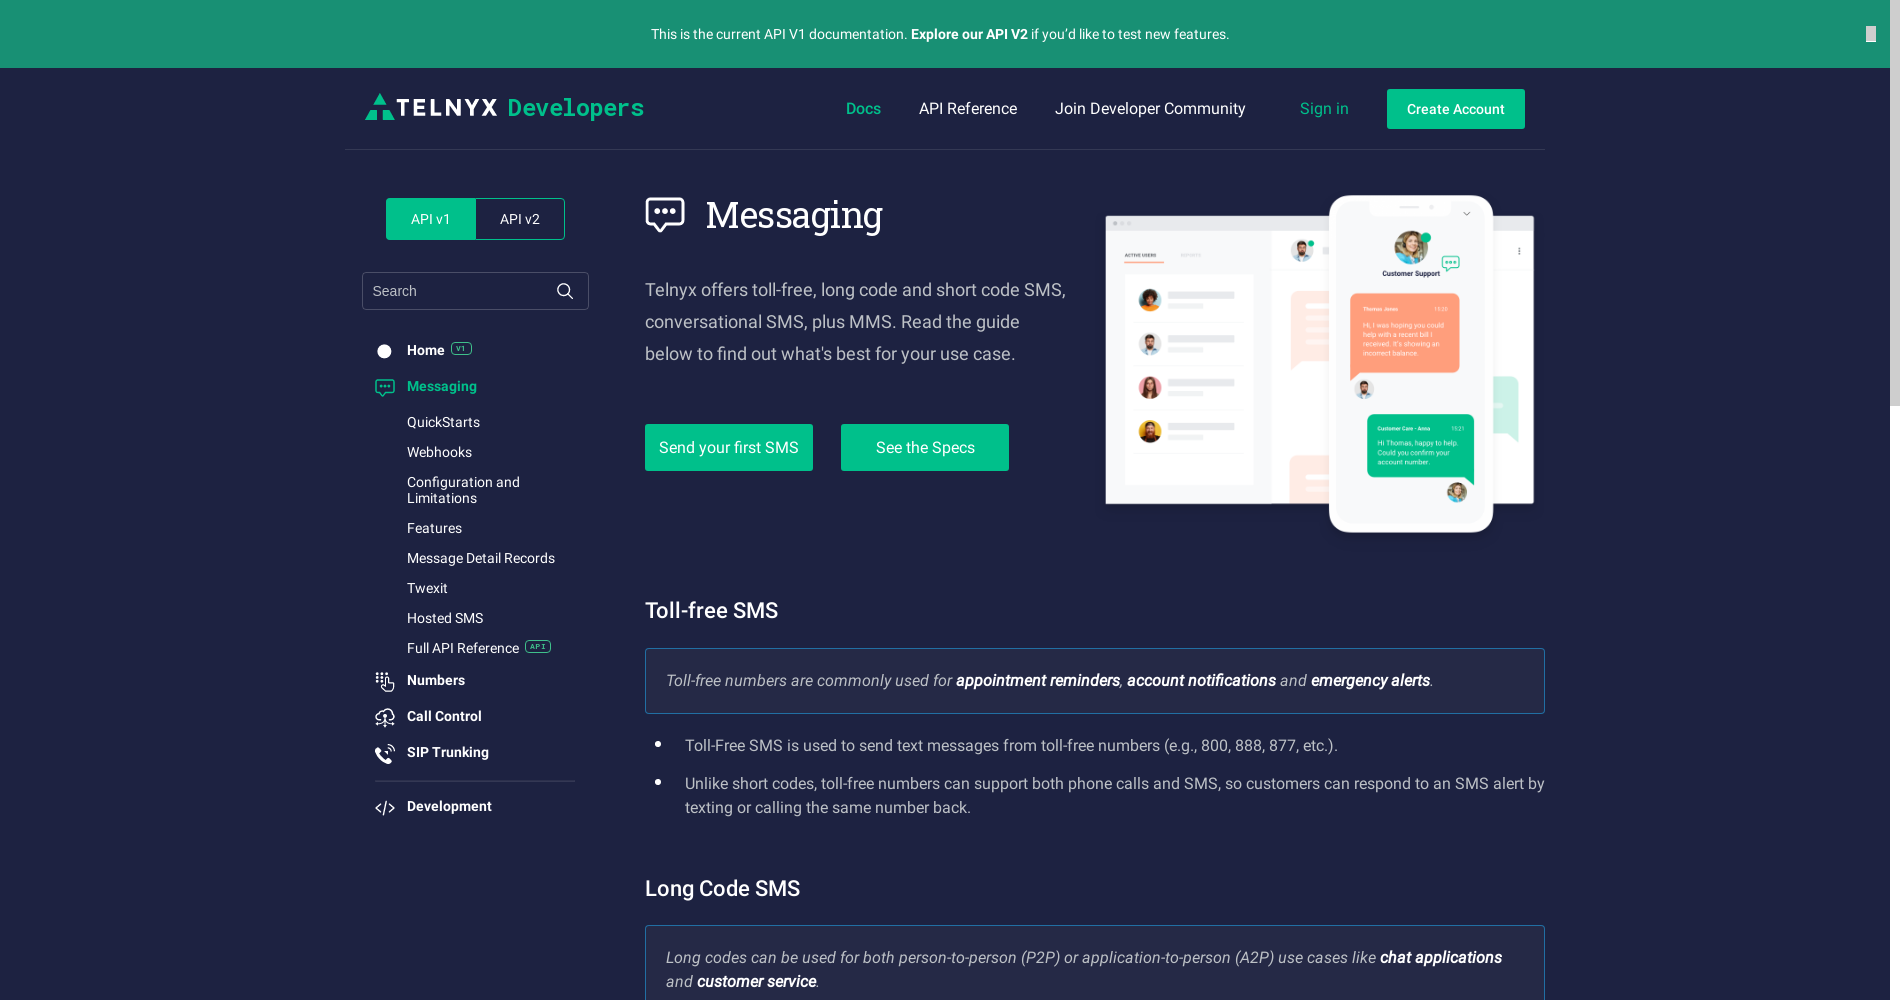 This is the current API V1 documentation. Explore our API V2 if you’d like to test new features.
TELNYX Developers
Docs
API Reference
Join Developer Community
Sign in
Create Account
API v1
API v2
Search
Home V1
Messaging
QuickStarts
Webhooks
Configuration and
Limitations
Features
Message Detail Records
Twexit
Hosted SMS
Full API Reference API
Numbers
Call Control
SIP Trunking
Development
Messaging
Telnyx offers toll-free, long code and short code SMS,
conversational SMS, plus MMS. Read the guide
below to find out what's best for your use case.
Send your first SMS
See the Specs
ACTIVE USERS
REPORTS
Customer Support
Thomas Jones 15:20
Hi, I was hoping you could
help with a recent bill I
received. It's showing an
incorrect balance.
Customer Care - Anna 15:21
Hi Thomas, happy to help.
Could you confirm your
account number.
Toll-free SMS
Toll-free numbers are commonly used for appointment reminders, account notifications and emergency alerts.
Toll-Free SMS is used to send text messages from toll-free numbers (e.g., 800, 888, 877, etc.).
Unlike short codes, toll-free numbers can support both phone calls and SMS, so customers can respond to an SMS alert by
texting or calling the same number back.
Long Code SMS
Long codes can be used for both person-to-person (P2P) or application-to-person (A2P) use cases like chat applications
and customer service.